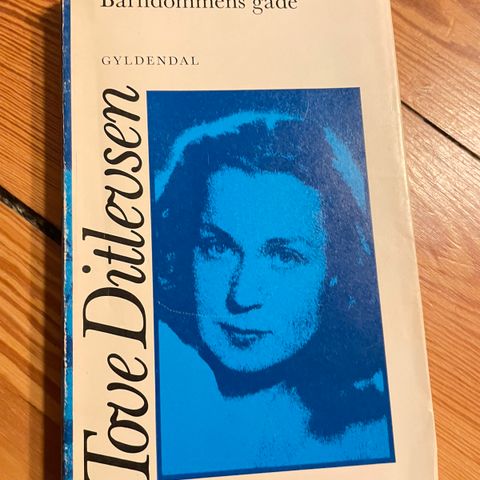 Barndommens gade
GYLDENDAL
Tove Ditlevsen